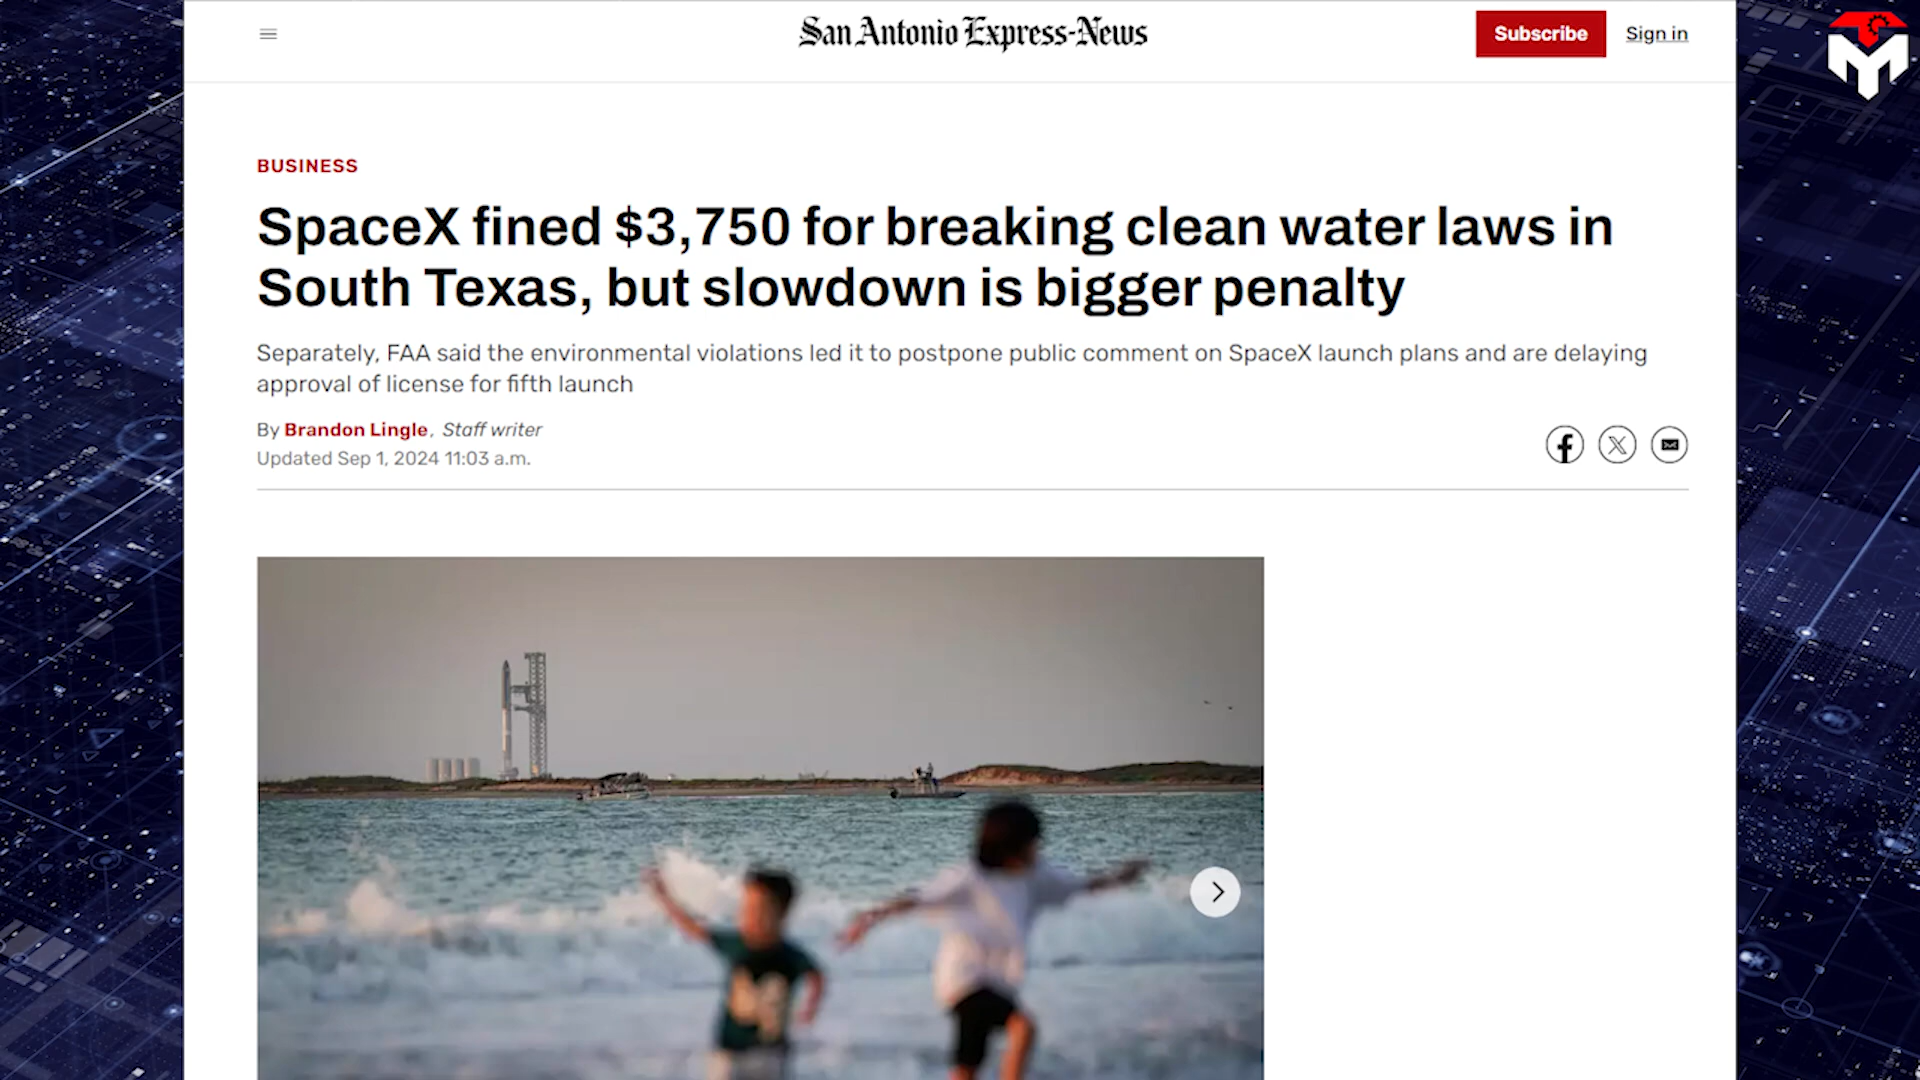 San Antonio Express-News
Subscribe
Sign in
BUSINESS
SpaceX fined $3,750 for breaking clean water laws in
South Texas, but slowdown is bigger penalty
Separately, FAA said the environmental violations led it to postpone public comment on SpaceX launch plans and are delaying
approval of license for fifth launch
By Brandon Lingle, Staff writer
Updated Sep 1, 2024 11:03 a.m.